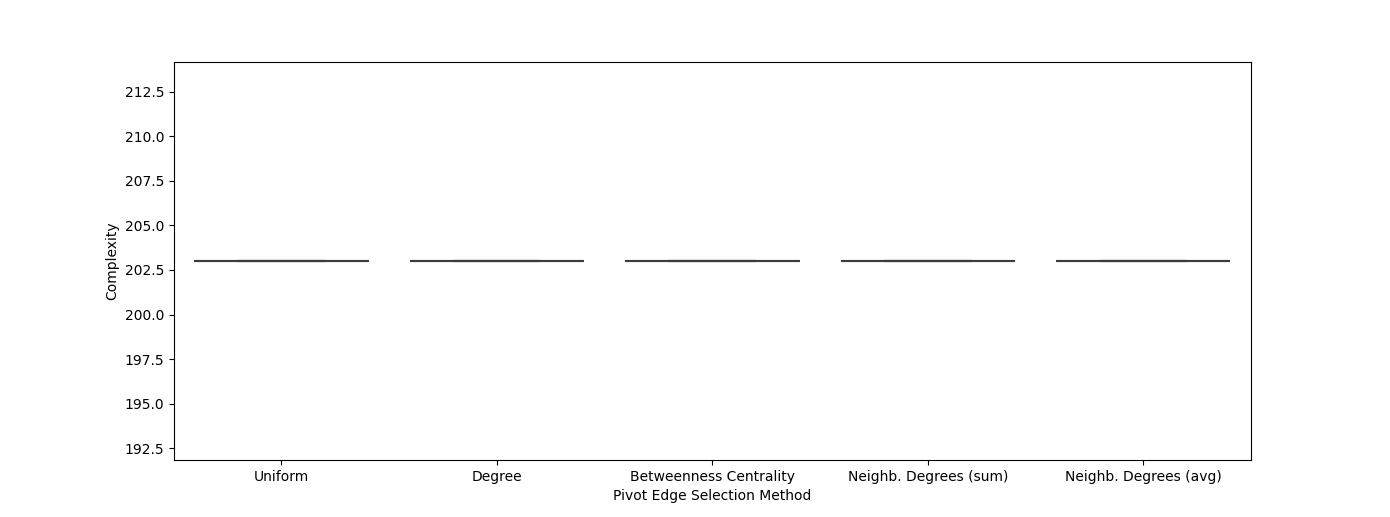 212.5
210.0
207.5
205.0
202.5
200.0
197.5
195.0
192.5
Complexity
Uniform
Degree
Betweenness Centrality
Neighb. Degrees (sum)
Neighb. Degrees (avg)
Pivot Edge Selection Method